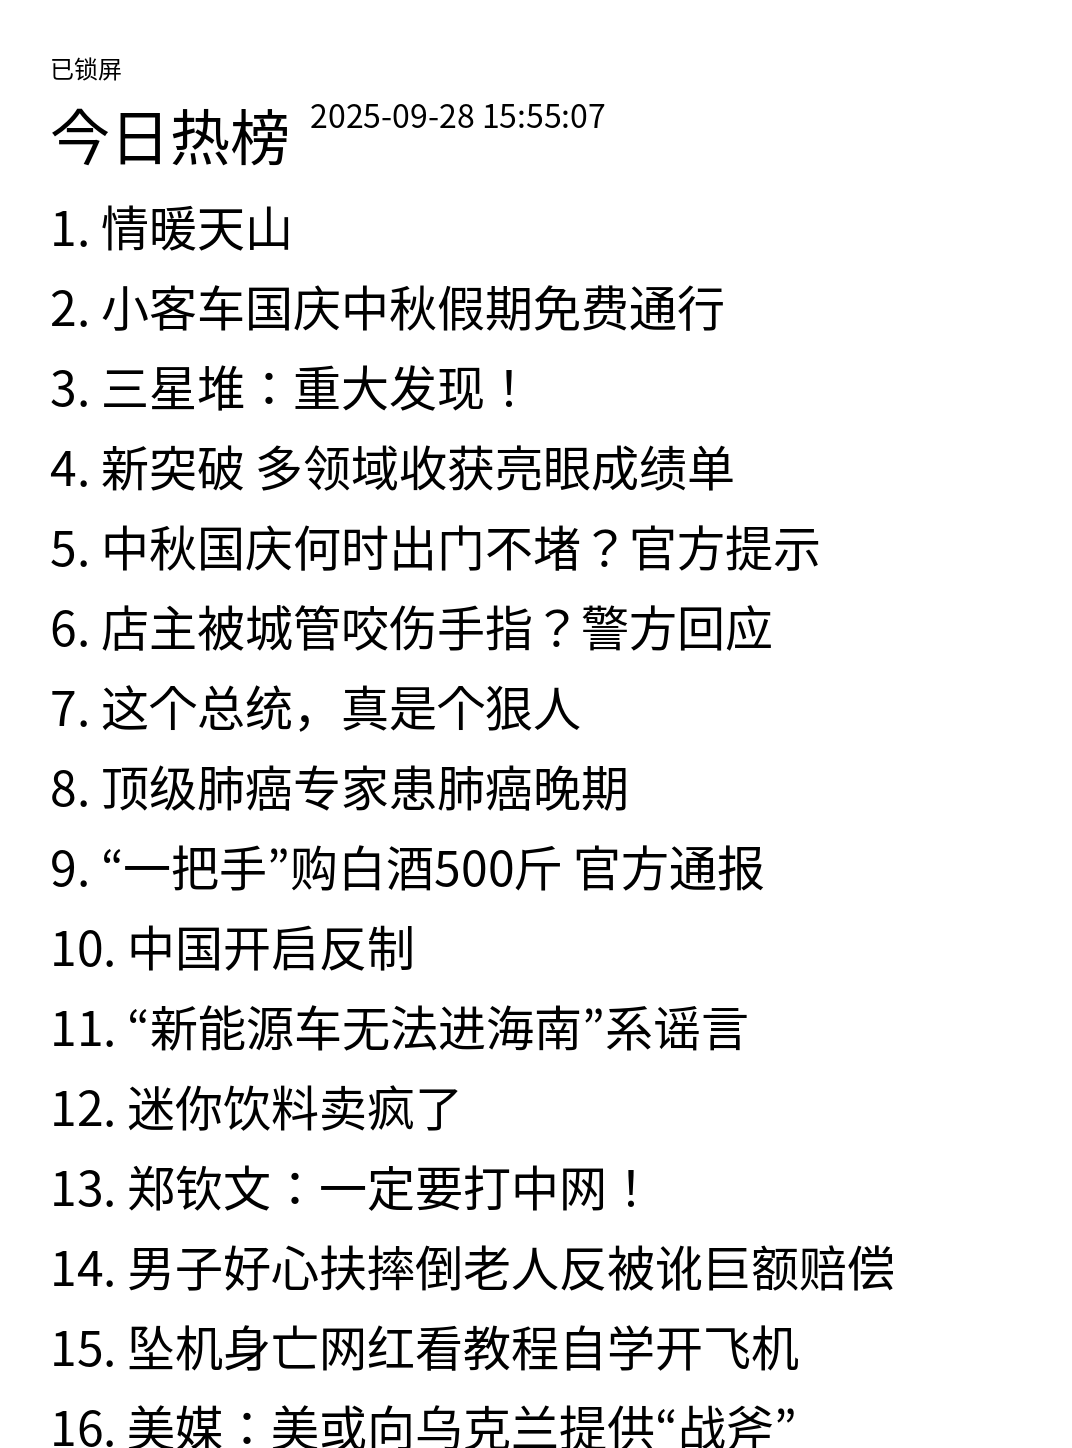 已锁屏
今日热榜 2025-09-28 15:55:07
1. 情暖天山
2. 小客车国庆中秋假期免费通行
3. 三星堆：重大发现！
4. 新突破 多领域收获亮眼成绩单
5. 中秋国庆何时出门不堵？官方提示
6. 店主被城管咬伤手指？警方回应
7. 这个总统，真是个狠人
8. 顶级肺癌专家患肺癌晚期
9. “一把手”购白酒500斤 官方通报
10. 中国开启反制
11. “新能源车无法进海南”系谣言
12. 迷你饮料卖疯了
13. 郑钦文：一定要打中网！
14. 男子好心扶摔倒老人反被讹巨额赔偿
15. 坠机身亡网红看教程自学开飞机
16. 美媒：美或向乌克兰提供“战斧”